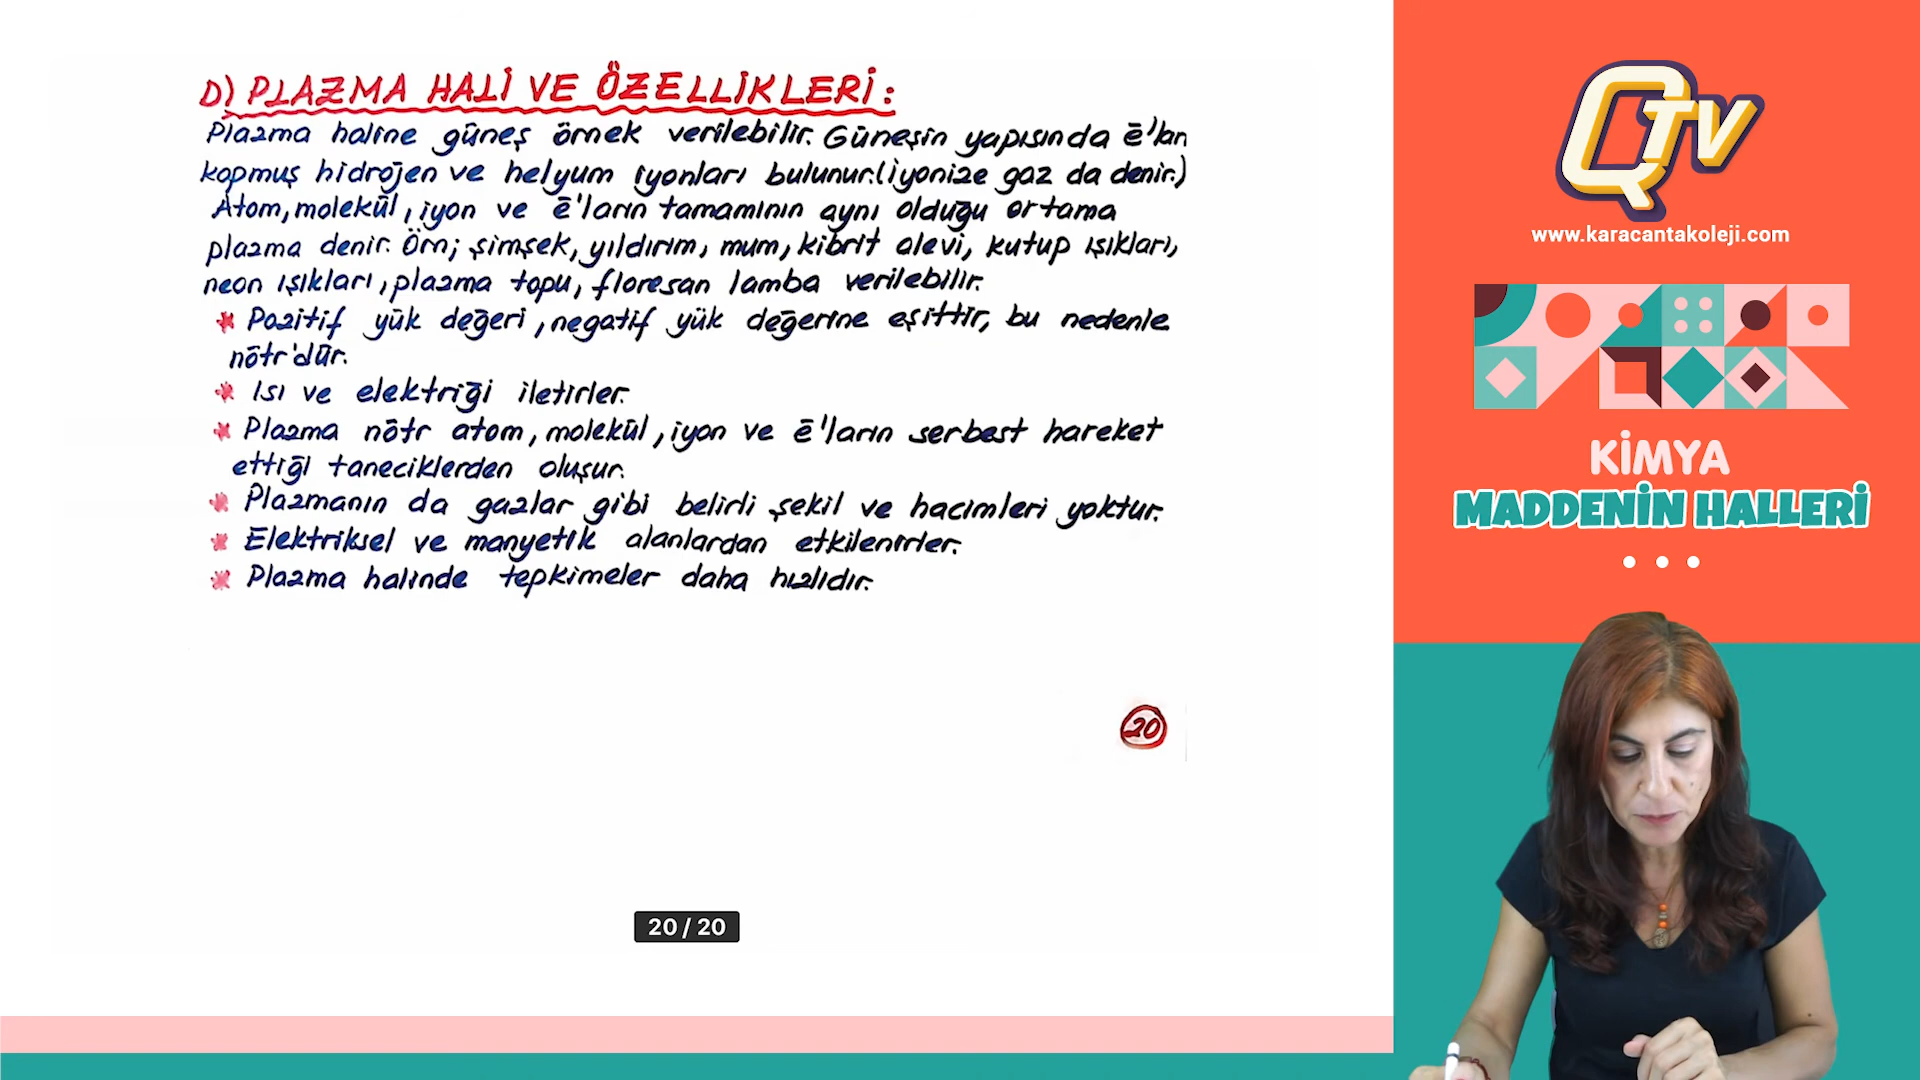 D) PLAZMA HALİ VE ÖZELLİKLERİ:
Plazma haline güneş örnek verilebilir. Güneşin yapısında ē'ları
kopmuş hidrojen ve helyum iyonları bulunur.(İyonize gaz da denir.)
Atom, molekül, iyon ve ē'ların tamamının aynı olduğu ortama
plazma denir. Örn; şimşek, yıldırım, mum, kibrit alevi, kutup ışıkları,
neon ışıkları, plazma topu, floresan lamba verilebilir.
* Pozitif yük değeri, negatif yük değerine eşittir, bu nedenle
nötr'dür.
* Isı ve elektriği iletirler.
* Plazma nötr atom, molekül, iyon ve ē'ların serbest hareket
ettiği taneciklerden oluşur.
* Plazmanın da gazlar gibi belirli şekil ve hacimleri yoktur.
* Elektriksel ve manyetik alanlardan etkilenirler.
* Plazma halinde tepkimeler daha hızlıdır.
20
20 / 20
QTV
www.karacantakoleji.com
KİMYA
MADDENİN HALLERİ